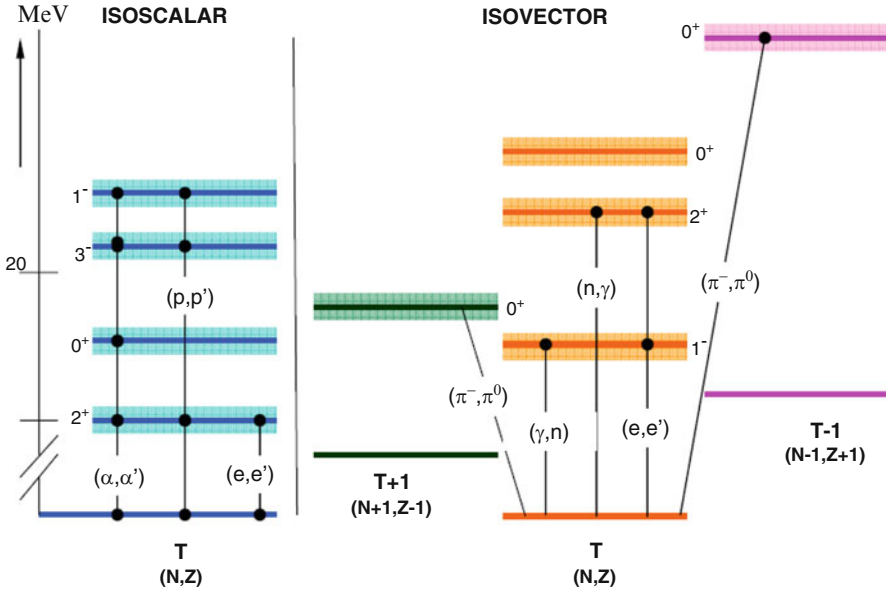 MeV
ISOSCALAR
ISOVECTOR
0⁺
0⁺
1⁻
2⁺
3⁻
20
(p,p’)
(n,γ)
(π⁻,π⁰)
0⁺
0⁺
1⁻
(π⁻,π⁰)
2⁺
(γ,n)
(e,e’)
(α,α’)
(e,e’)
T+1
(N+1,Z-1)
T-1
(N-1,Z+1)
T
(N,Z)
T
(N,Z)